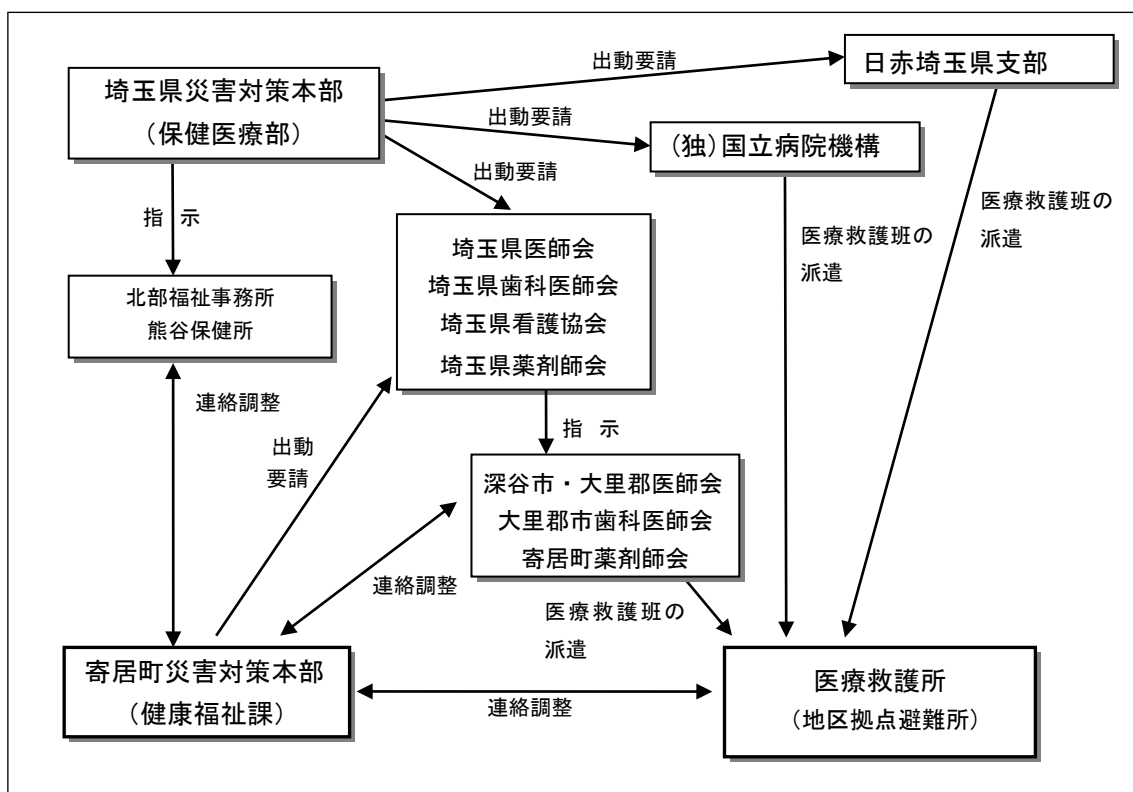 出動要請
日赤埼玉県支部
埼玉県災害対策本部
（保健医療部）
出動要請
（独）国立病院機構
出動要請
指　示
医療救護班の
派遣
医療救護班の
派遣
埼玉県医師会
埼玉県歯科医師会
埼玉県看護協会
埼玉県薬剤師会
北部福祉事務所
熊谷保健所
連絡調整
出動
要請
指　示
深谷市・大里郡医師会
大里郡市歯科医師会
寄居町薬剤師会
連絡調整
医療救護班の
派遣
寄居町災害対策本部
（健康福祉課）
連絡調整
医療救護所
（地区拠点避難所）